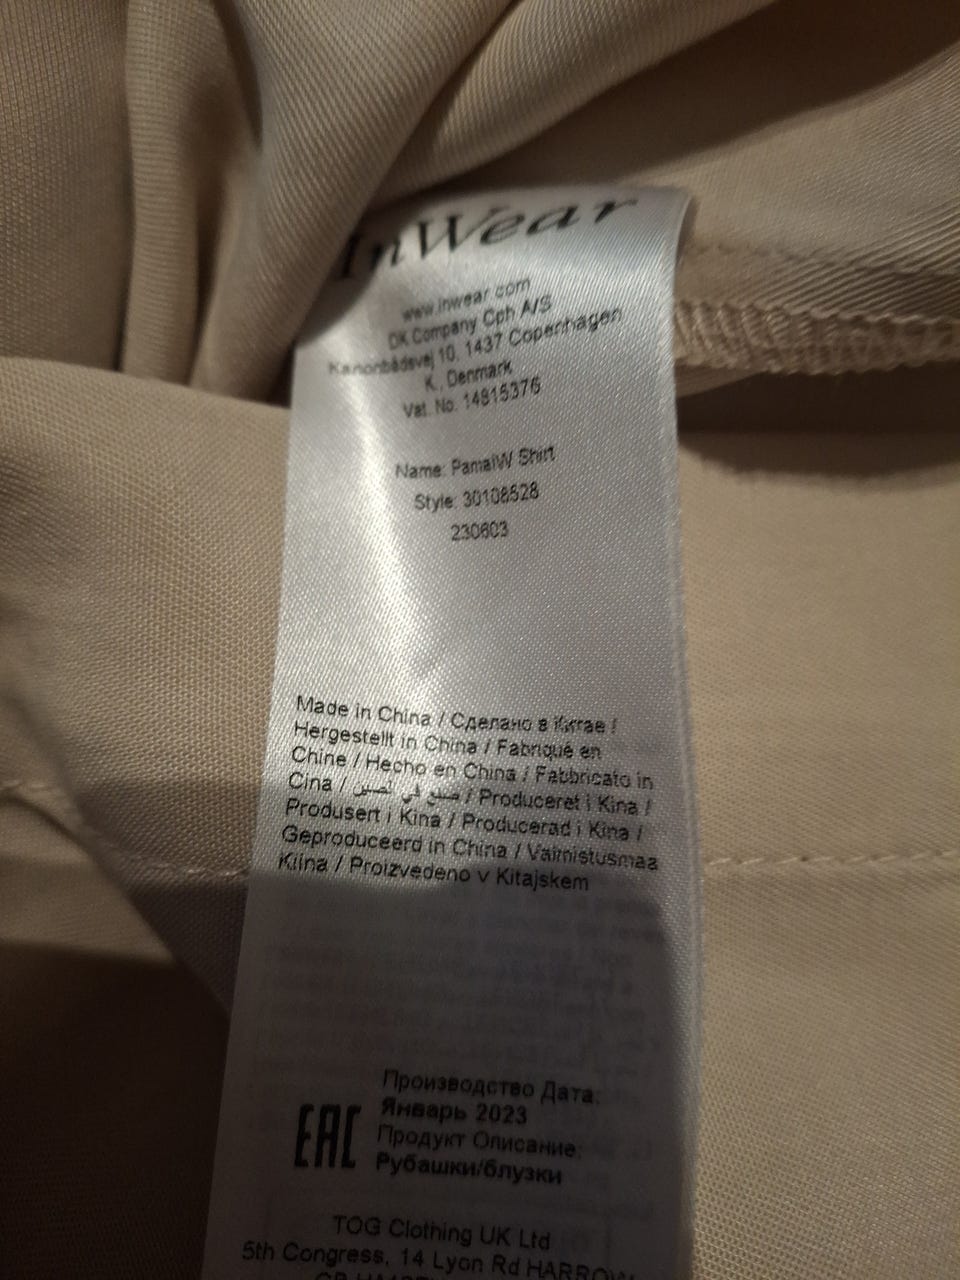 InWear
www.inwear.com
DK Company Cph A/S
Kanonbådsvej 10, 1437 Copenhagen
K., Denmark
Vat. No. 14815376
Name: PamaIW Shirt
Style: 30108528
230603
Made in China / Сделано в Китае /
Hergestellt in China / Fabriqué en
Chine / Hecho en China / Fabbricato in
Cina / صنع في الصين / Produceret i Kina /
Produsert i Kina / Producerad i Kina /
Geproduceerd in China / Valmistusmaa
Kiina / Proizvedeno v Kitajskem
Производство Дата:
Январь 2023
EAC
Продукт Описание:
Рубашки/блузки
TOG Clothing UK Ltd
5th Congress, 14 Lyon Rd HARROW